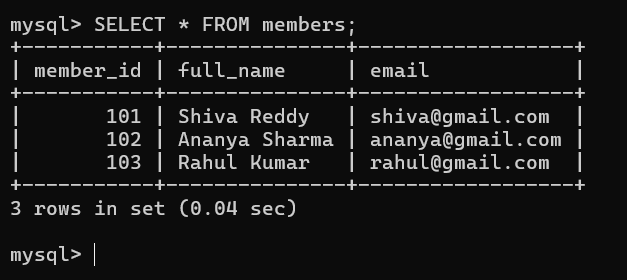 mysql> SELECT * FROM members;
+-----------+---------------+------------------+
| member_id | full_name     | email            |
+-----------+---------------+------------------+
|       101 | Shiva Reddy   | shiva@gmail.com  |
|       102 | Ananya Sharma | ananya@gmail.com |
|       103 | Rahul Kumar   | rahul@gmail.com  |
+-----------+---------------+------------------+
3 rows in set (0.04 sec)
mysql>